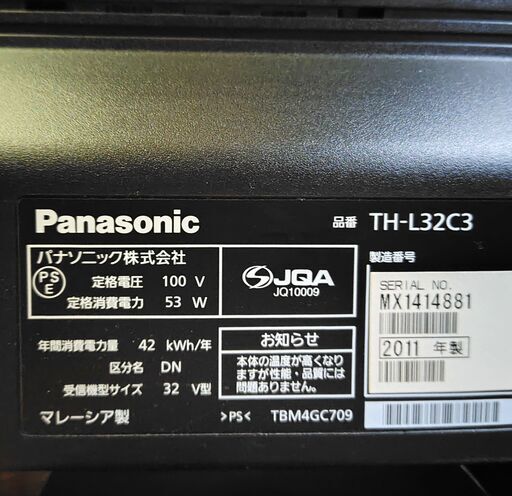 Panasonic
品番 TH-L32C3
パナソニック株式会社
PS E
定格電圧 100 V
定格消費電力 53 W
JQA
JQ10009
製造番号
SERIAL NO.
MX1414881
2011 年製
年間消費電力量 42 kWh/年
区分名 DN
受信機型サイズ 32 V型
お知らせ
本体の温度が高くなり
ますが性能・品質には
問題ありません。
マレーシア製
>PS< TBM4GC709